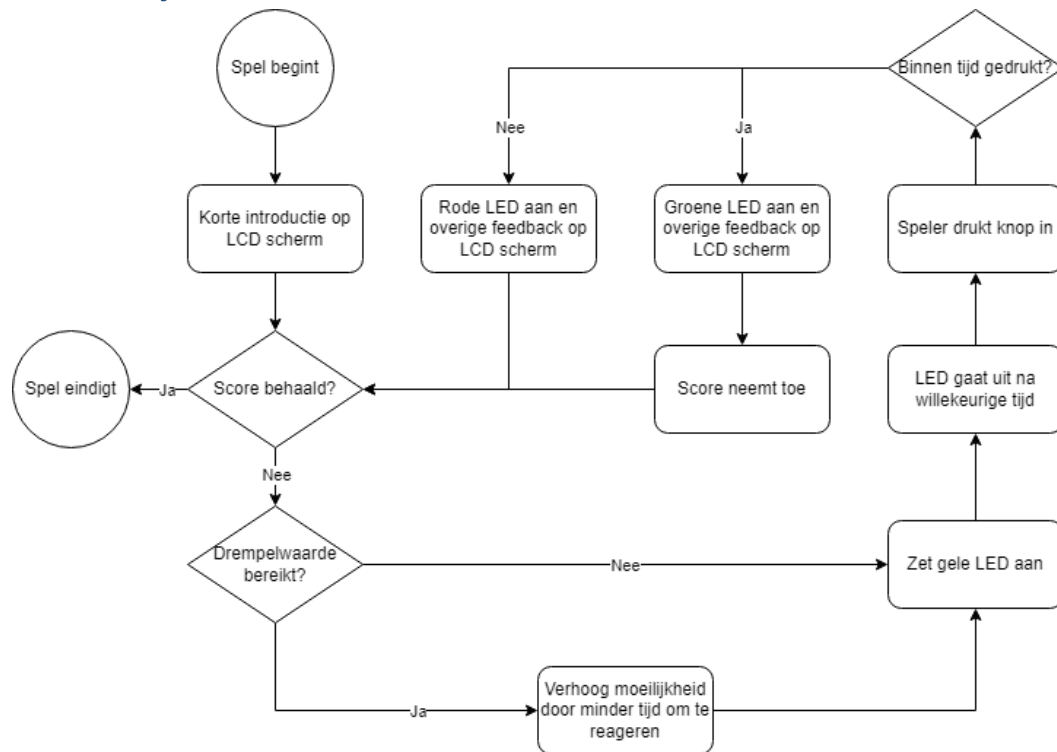 Spel begint
Binnen tijd gedrukt?
Nee
Ja
Korte introductie op
LCD scherm
Rode LED aan en
overige feedback op
LCD scherm
Groene LED aan en
overige feedback op
LCD scherm
Speler drukt knop in
Spel eindigt
Ja
Score behaald?
Score neemt toe
LED gaat uit na
willekeurige tijd
Nee
Drempelwaarde
bereikt?
Nee
Zet gele LED aan
Ja
Verhoog moeilijkheid
door minder tijd om te
reageren